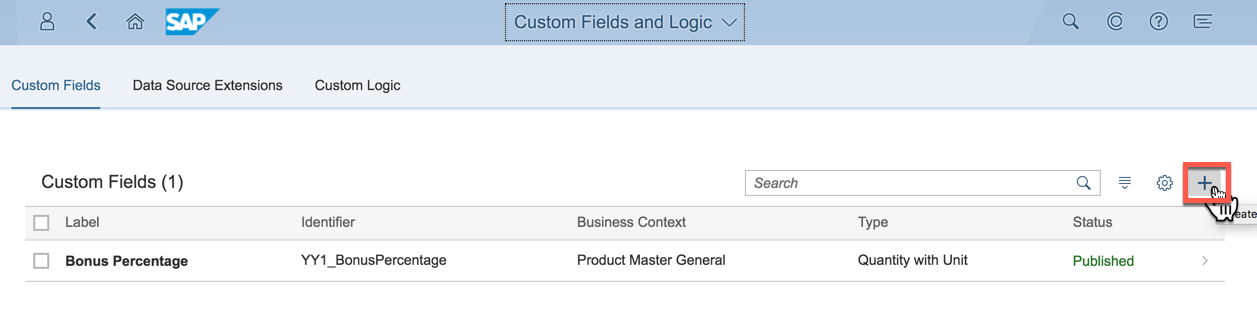 SAP Custom Fields and Logic
Custom Fields Data Source Extensions Custom Logic
Custom Fields (1) Search
eate
Label Identifier Business Context Type Status
Bonus Percentage YY1_BonusPercentage Product Master General Quantity with Unit Published